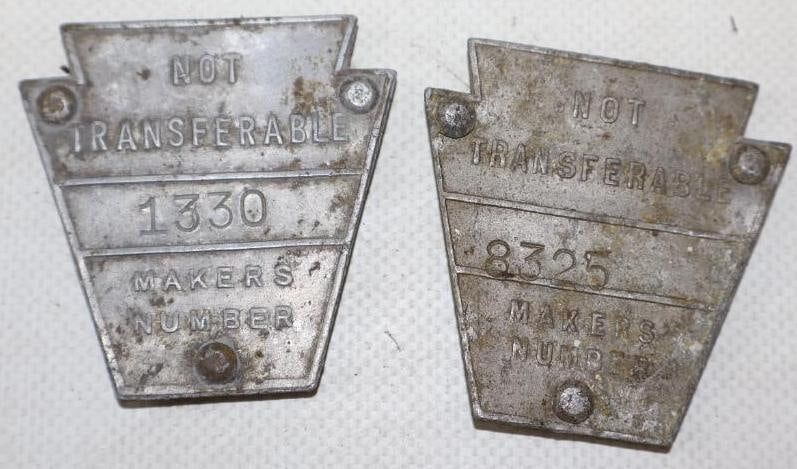 NOT
TRANSFERABLE
1330
MAKERS
NUMBER
NOT
TRANSFERABLE
8325
MAKERS
NUMBER